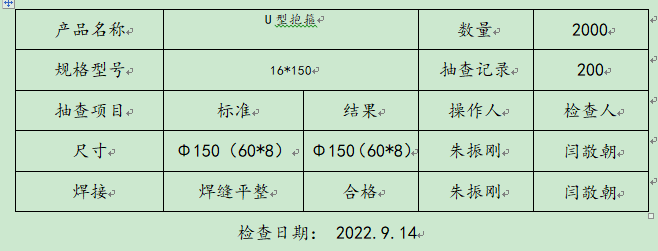 产品名称 U型抱箍 数量 2000
规格型号 16*150 抽查记录 200
抽查项目 标准 结果 操作人 检查人
尺寸 Φ150（60*8） Φ150（60*8） 朱振刚 闫敬朝
焊接 焊缝平整 合格 朱振刚 闫敬朝
检查日期： 2022.9.14